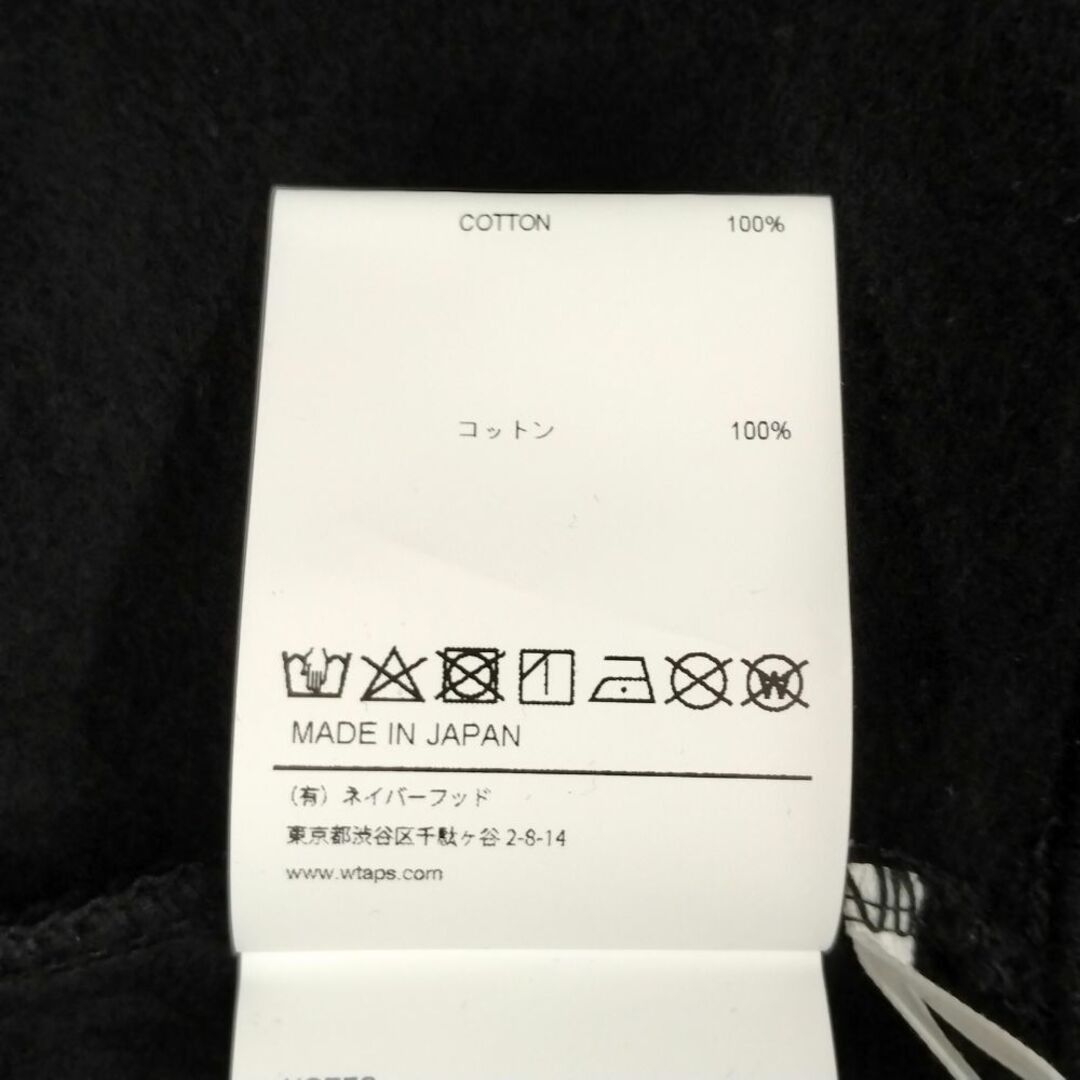 COTTON 100%
コットン 100%
W
MADE IN JAPAN
（有）ネイバーフッド
東京都渋谷区千駄ヶ谷 2-8-14
www.wtaps.com